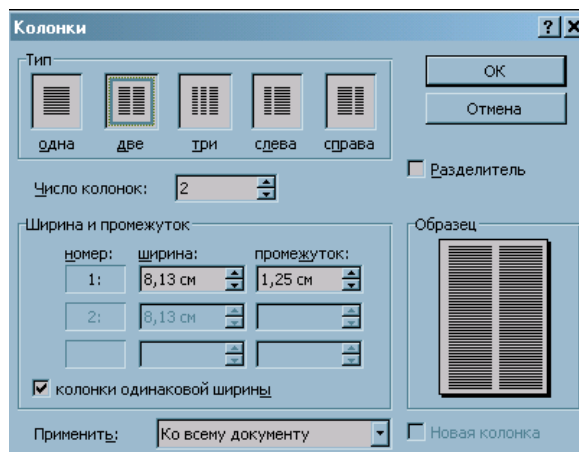 Колонки
Тип
одна две три слева справа
ОК
Отмена
Число колонок: 2
Разделитель
Ширина и промежуток
номер: ширина: промежуток:
1: 8,13 см 1,25 см
2: 8,13 см
колонки одинаковой ширины
Образец
Применить: Ко всему документу
Новая колонка